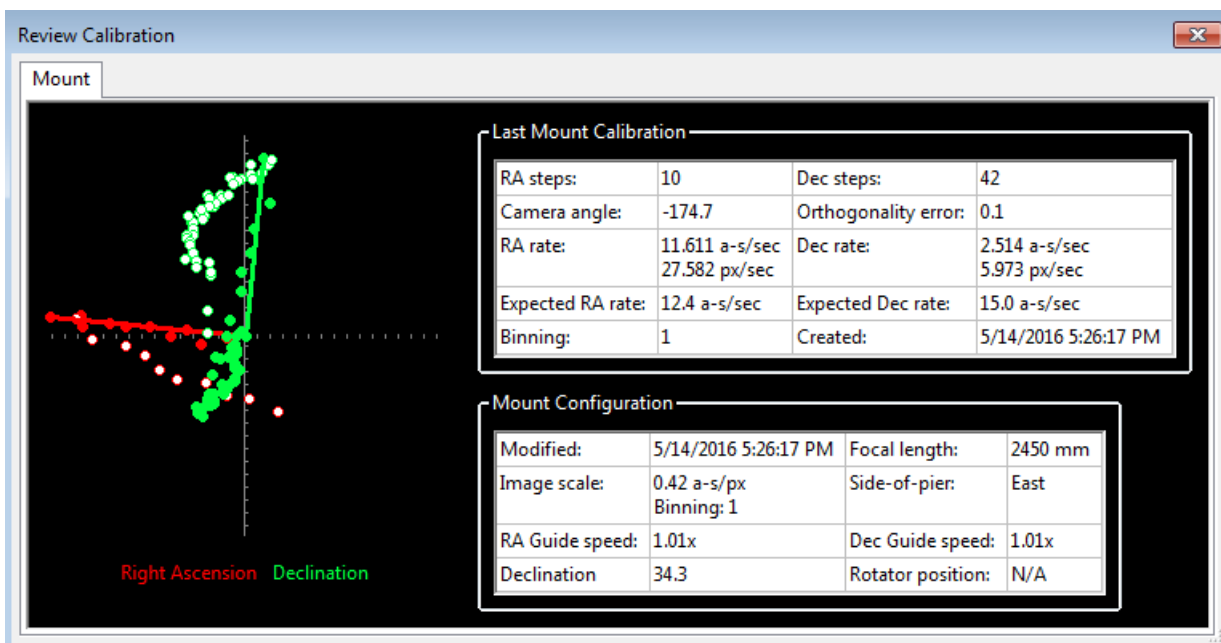 Review Calibration
Mount
Last Mount Calibration
RA steps: 10 Dec steps: 42
Camera angle: -174.7 Orthogonality error: 0.1
RA rate: 11.611 a-s/sec Dec rate: 2.514 a-s/sec
27.582 px/sec 5.973 px/sec
Expected RA rate: 12.4 a-s/sec Expected Dec rate: 15.0 a-s/sec
Binning: 1 Created: 5/14/2016 5:26:17 PM
Mount Configuration
Modified: 5/14/2016 5:26:17 PM Focal length: 2450 mm
Image scale: 0.42 a-s/px Side-of-pier: East
Binning: 1
RA Guide speed: 1.01x Dec Guide speed: 1.01x
Declination 34.3 Rotator position: N/A
Right Ascension Declination